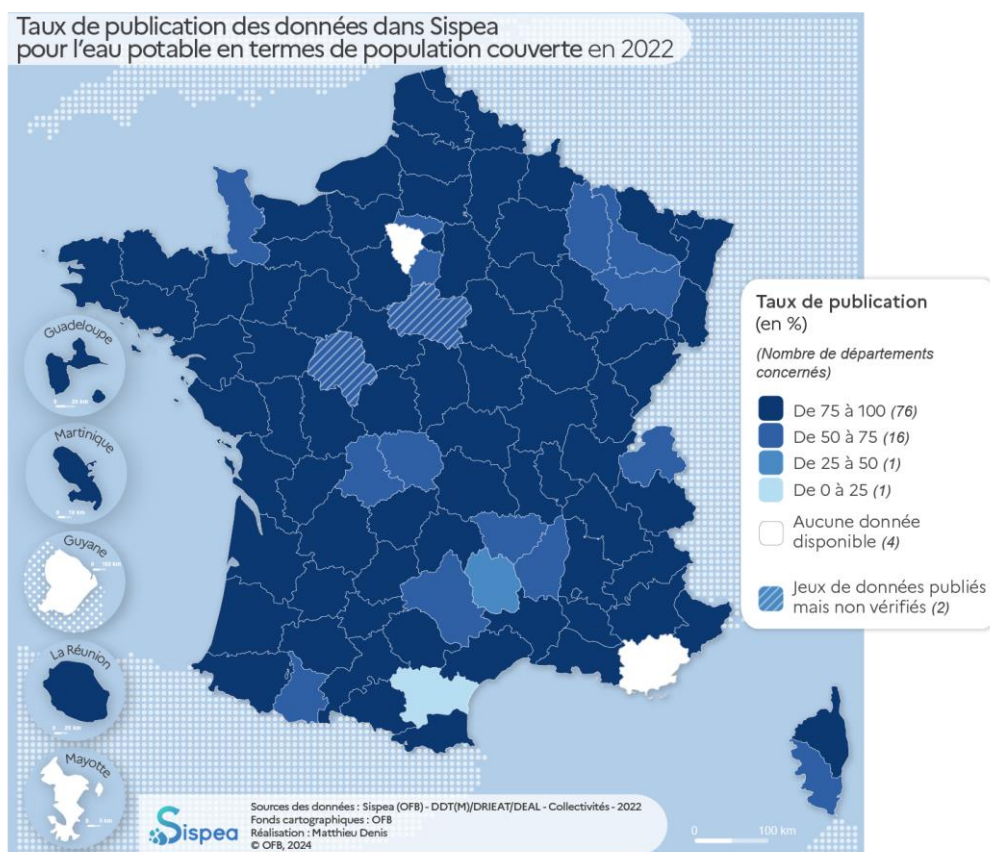 Taux de publication des données dans Sispea
pour l'eau potable en termes de population couverte en 2022
Guadeloupe
Martinique
Guyane
La Réunion
Mayotte
Taux de publication
(en %)
(Nombre de départements
concernés)
De 75 à 100 (76)
De 50 à 75 (16)
De 25 à 50 (1)
De 0 à 25 (1)
Aucune donnée
disponible (4)
Jeux de données publiés
mais non vérifiés (2)
Sispea
Sources des données : Sispea (OFB) - DDT(M)/DRIEAT/DEAL - Collectivités - 2022
Fonds cartographiques : OFB
Réalisation : Matthieu Denis
© OFB, 2024
0 100 km